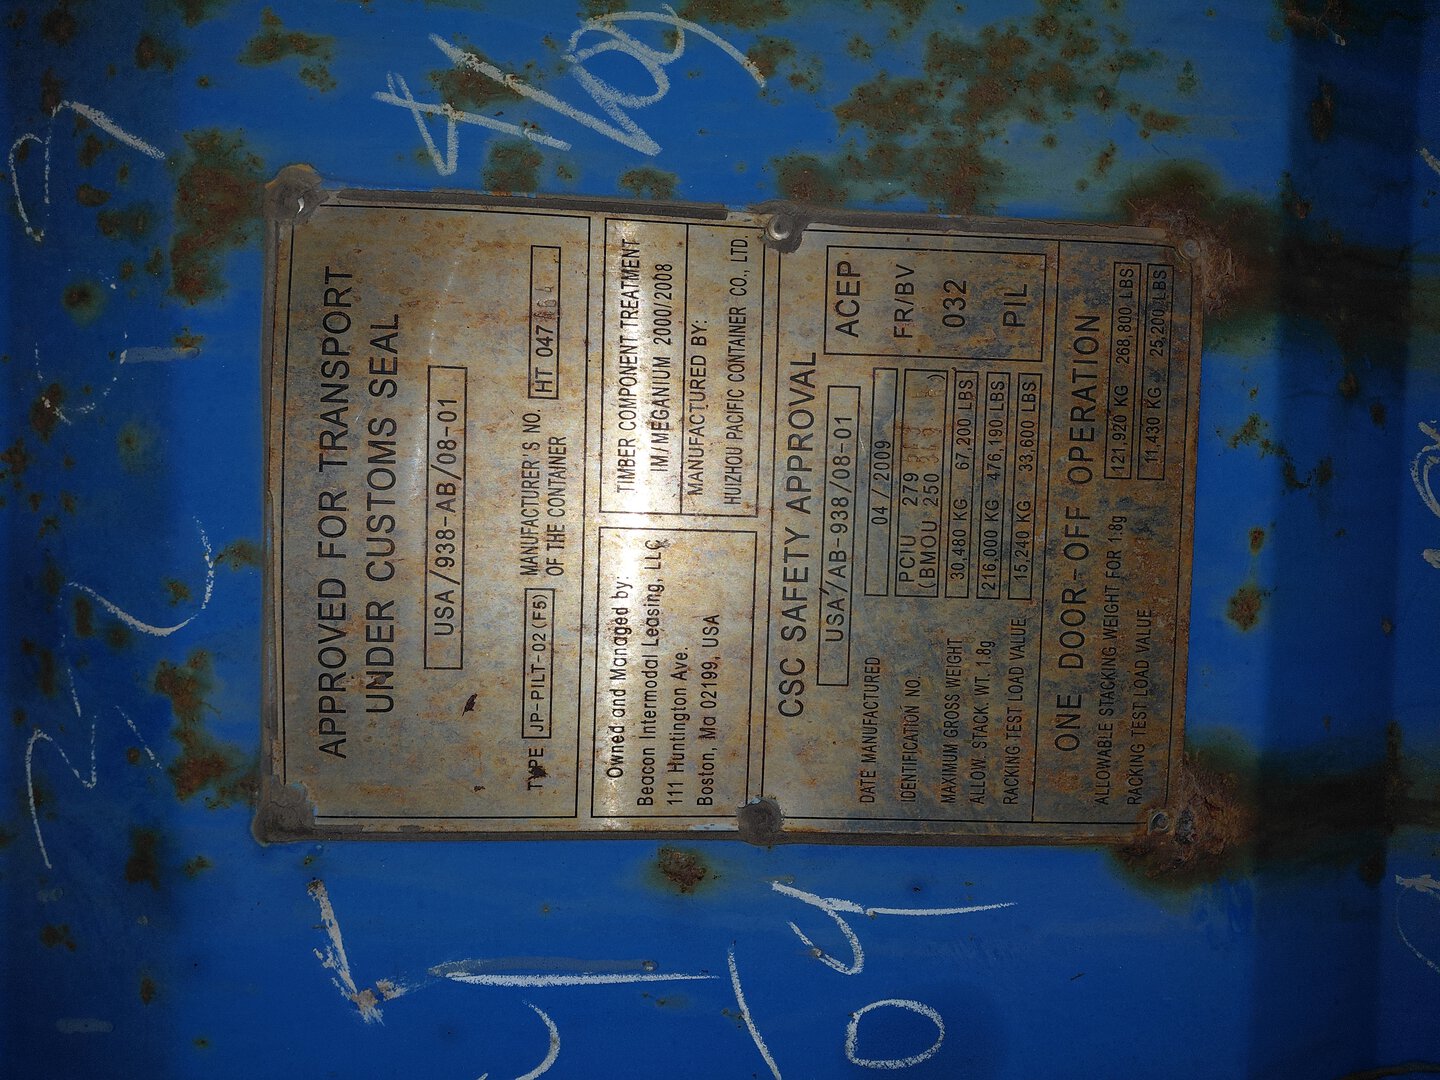 APPROVED FOR TRANSPORT
UNDER CUSTOMS SEAL
USA/938-AB/08-01
TYPE JP-PILT-02 (F5) MANUFACTURER'S NO. OF THE CONTAINER HT 047
Owned and Managed by:
Beacon Intermodal Leasing, LLC
111 Huntington Ave.
Boston, Ma 02199, USA
TIMBER COMPONENT TREATMENT
IM/MEGANIUM 2000/2008
MANUFACTURED BY:
HUIZHOU PACIFIC CONTAINER CO., LTD.
CSC SAFETY APPROVAL
USA/AB-938/08-01
DATE MANUFACTURED 04/2009
IDENTIFICATION NO. PCIU 279
(BMOU 250
MAXIMUM GROSS WEIGHT 30,480 KG 67,200 LBS
ALLOW. STACK. WT. 1.8g 216,000 KG 476,190 LBS
RACKING TEST LOAD VALUE 15,240 KG 33,600 LBS
ACEP
FR/BV
032
PIL
ONE DOOR-OFF OPERATION
ALLOWABLE STACKING WEIGHT FOR 1.8g 121,920 KG 268,800 LBS
RACKING TEST LOAD VALUE 11,430 KG 25,200 LBS